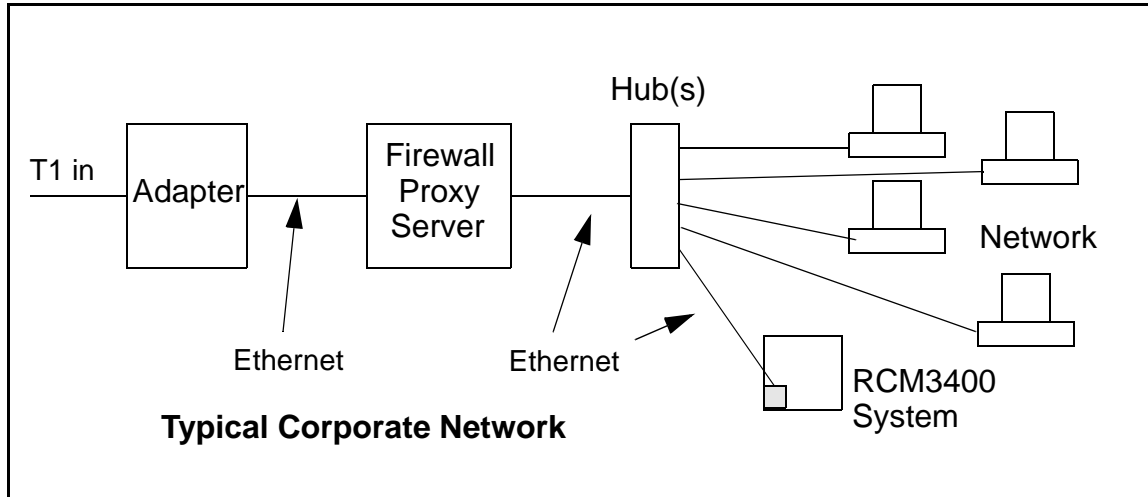 Hub(s)
T1 in
Adapter
Firewall
Proxy
Server
Network
Ethernet
Ethernet
RCM3400
System
Typical Corporate Network